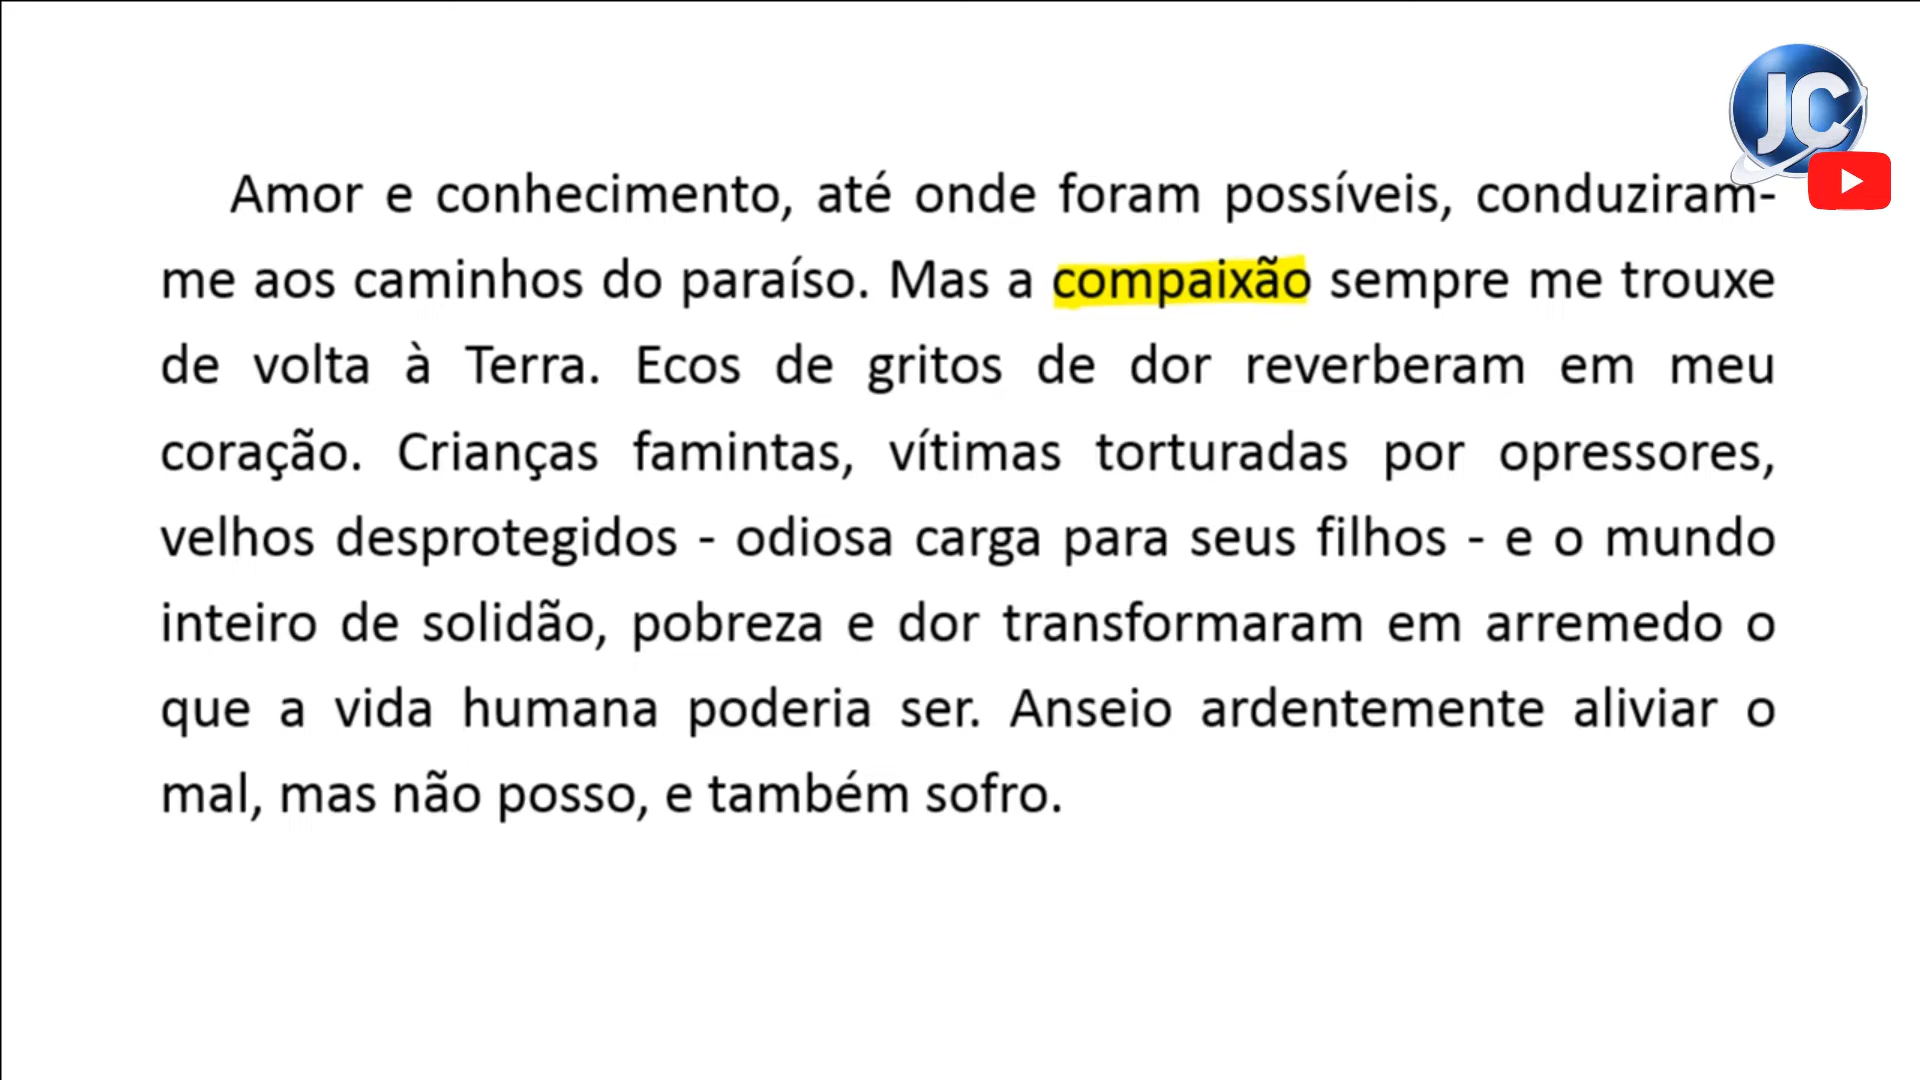 JC
Amor e conhecimento, até onde foram possíveis, conduziram-
me aos caminhos do paraíso. Mas a compaixão sempre me trouxe
de volta à Terra. Ecos de gritos de dor reverberam em meu
coração. Crianças famintas, vítimas torturadas por opressores,
velhos desprotegidos - odiosa carga para seus filhos - e o mundo
inteiro de solidão, pobreza e dor transformaram em arremedo o
que a vida humana poderia ser. Anseio ardentemente aliviar o
mal, mas não posso, e também sofro.